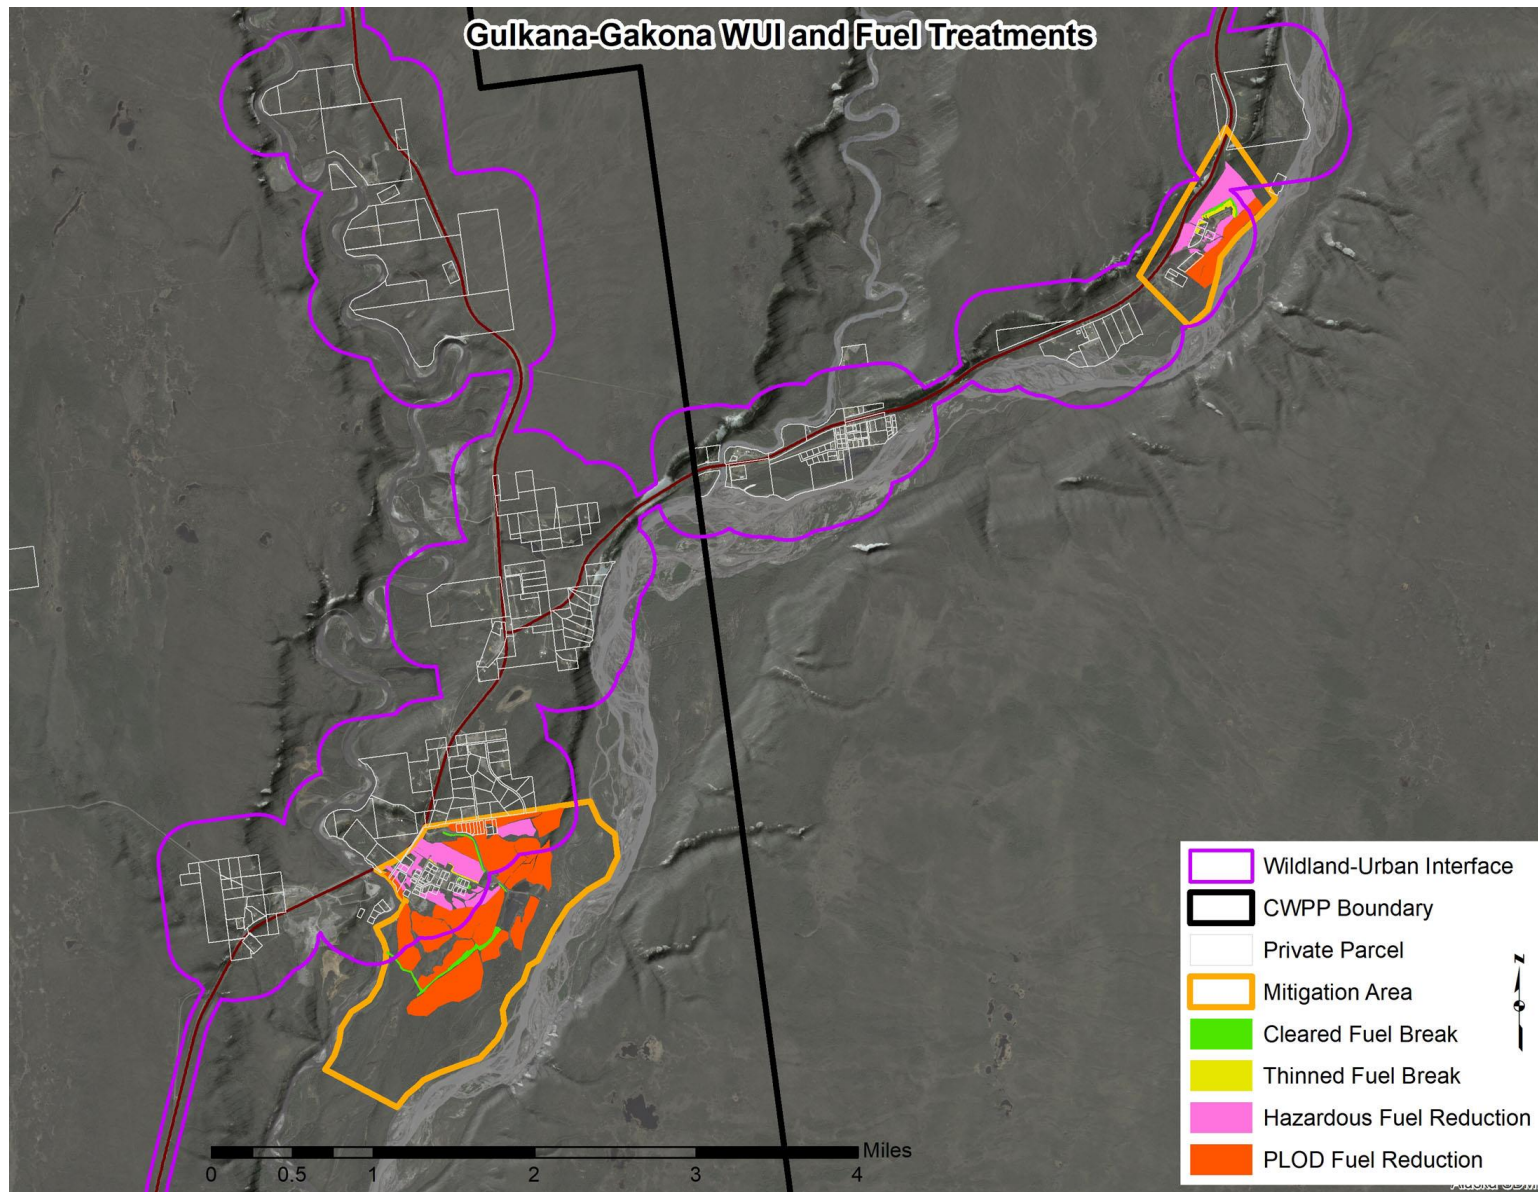 Gulkana-Gakona WUI and Fuel Treatments
Wildland-Urban Interface
CWPP Boundary
Private Parcel
Mitigation Area
Cleared Fuel Break
Thinned Fuel Break
Hazardous Fuel Reduction
PLOD Fuel Reduction
Z
Miles
0 0.5 1 2 3 4